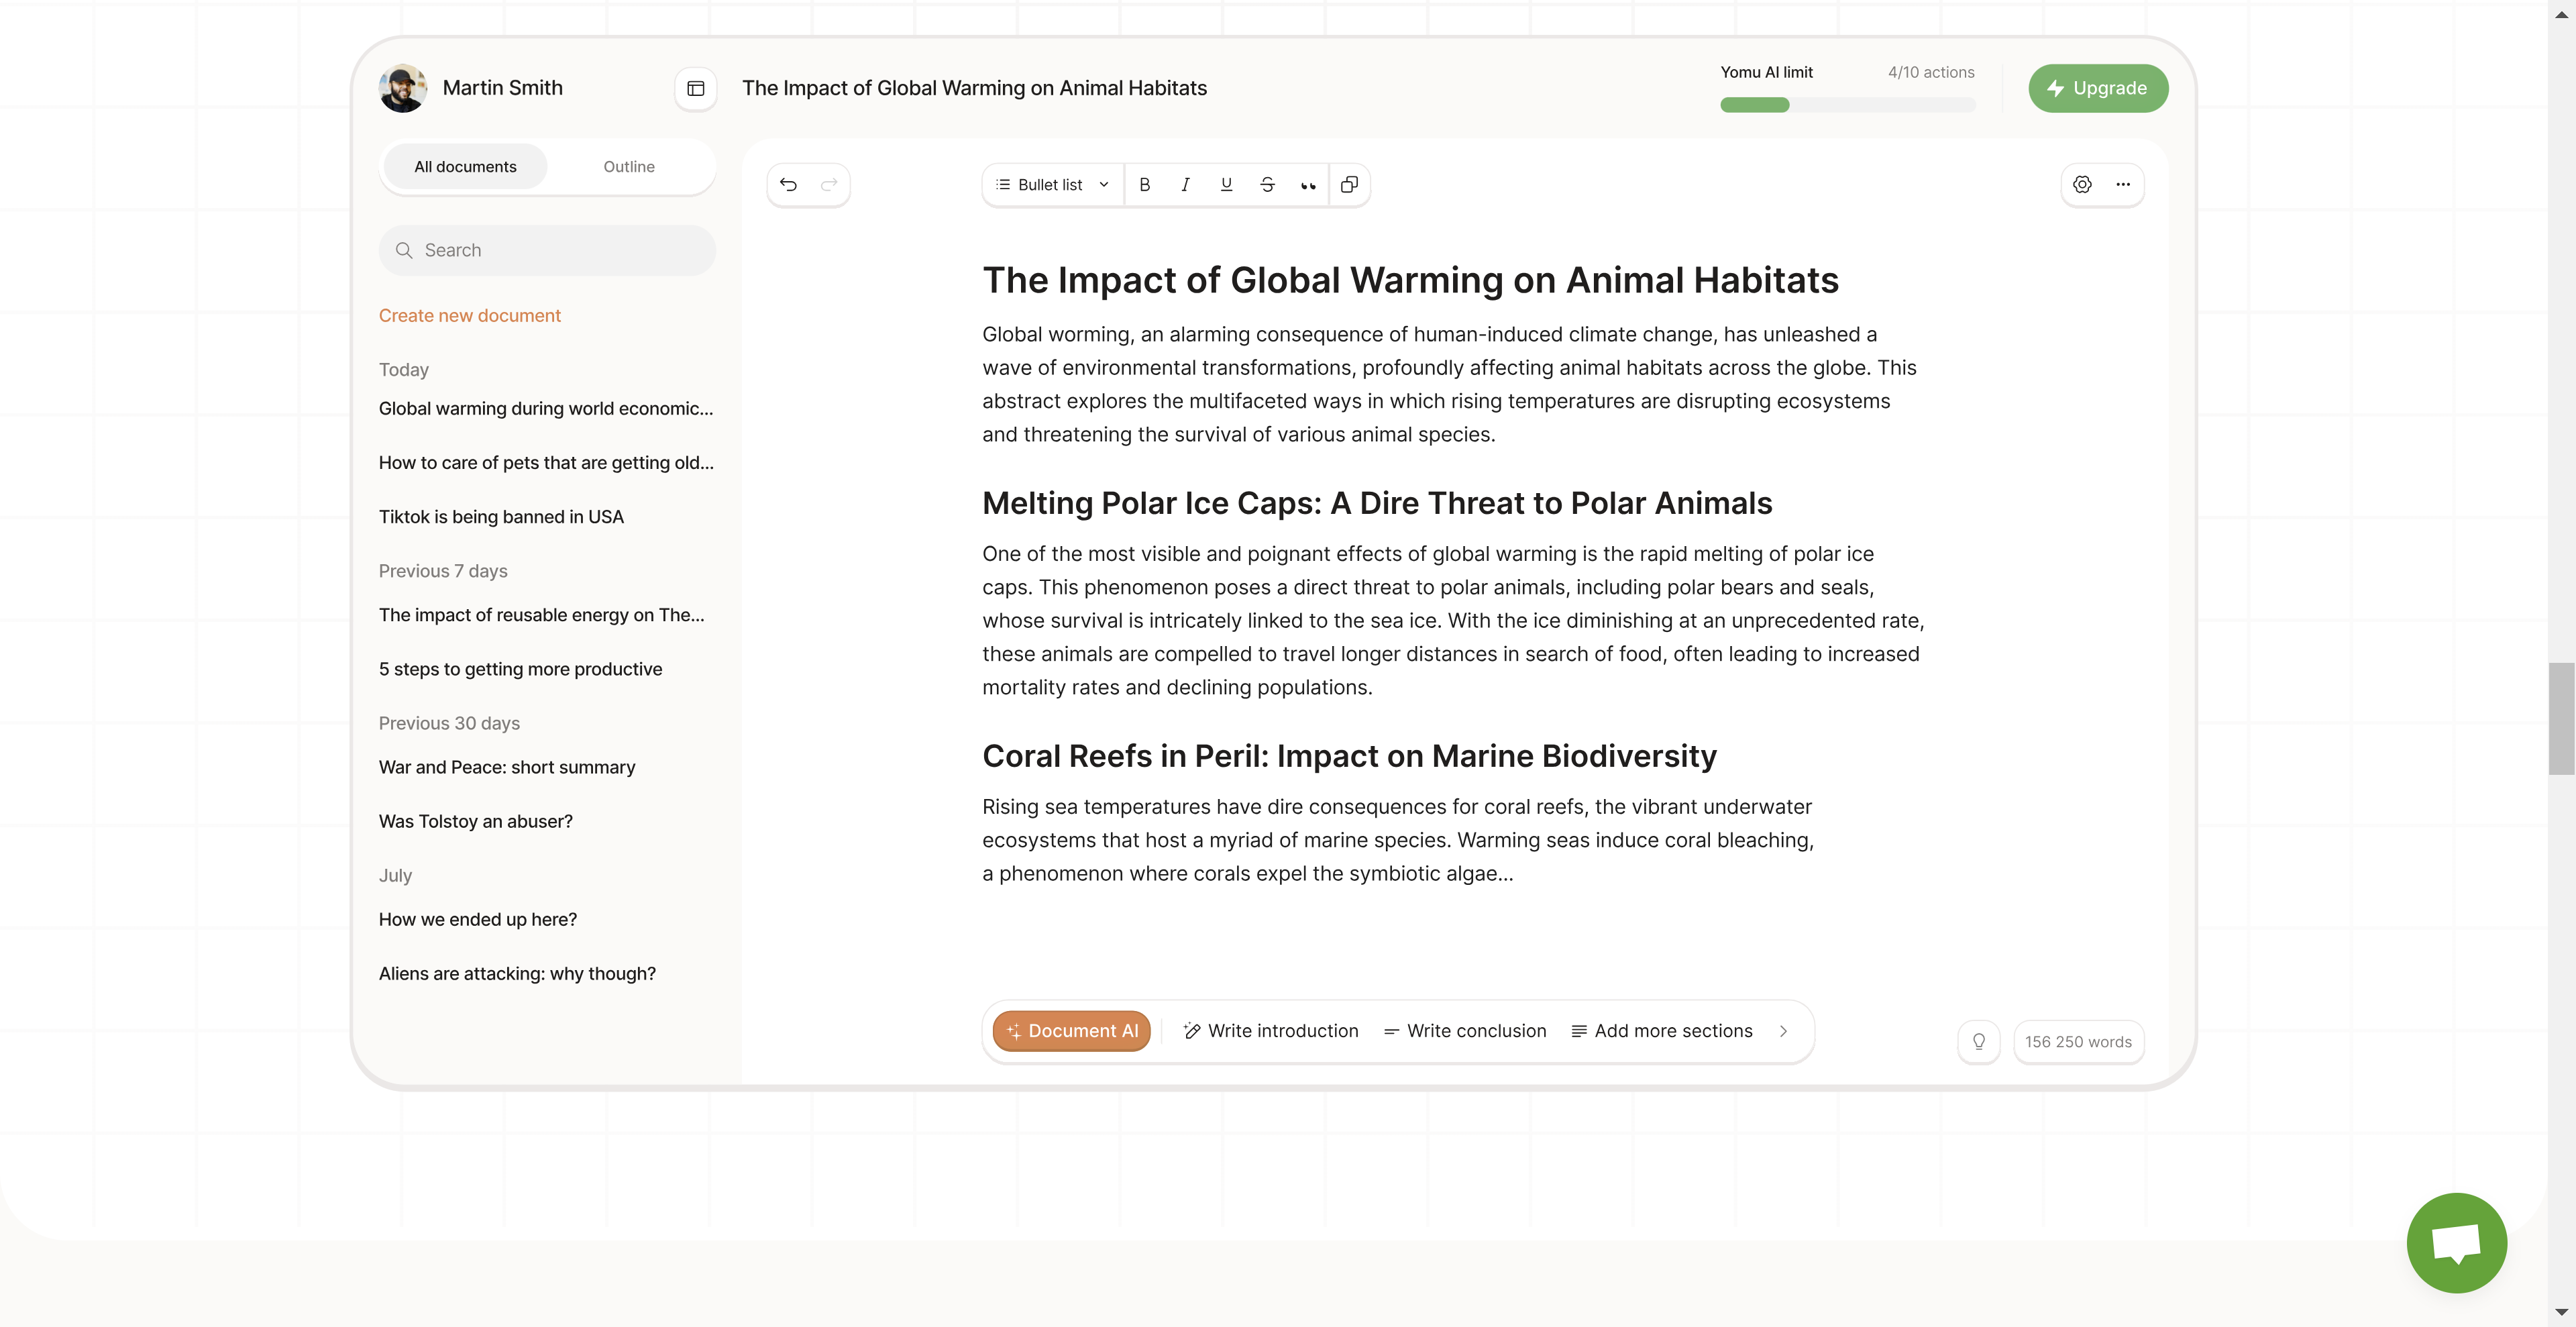 Martin Smith
The Impact of Global Warming on Animal Habitats
Yomu AI limit
4/10 actions
Upgrade
All documents
Outline
Search
Create new document
Today
Global warming during world economic...
How to care of pets that are getting old...
Tiktok is being banned in USA
Previous 7 days
The impact of reusable energy on The...
5 steps to getting more productive
Previous 30 days
War and Peace: short summary
Was Tolstoy an abuser?
July
How we ended up here?
Aliens are attacking: why though?
Bullet list
B I U S
The Impact of Global Warming on Animal Habitats
Global worming, an alarming consequence of human-induced climate change, has unleashed a
wave of environmental transformations, profoundly affecting animal habitats across the globe. This
abstract explores the multifaceted ways in which rising temperatures are disrupting ecosystems
and threatening the survival of various animal species.
Melting Polar Ice Caps: A Dire Threat to Polar Animals
One of the most visible and poignant effects of global warming is the rapid melting of polar ice
caps. This phenomenon poses a direct threat to polar animals, including polar bears and seals,
whose survival is intricately linked to the sea ice. With the ice diminishing at an unprecedented rate,
these animals are compelled to travel longer distances in search of food, often leading to increased
mortality rates and declining populations.
Coral Reefs in Peril: Impact on Marine Biodiversity
Rising sea temperatures have dire consequences for coral reefs, the vibrant underwater
ecosystems that host a myriad of marine species. Warming seas induce coral bleaching,
a phenomenon where corals expel the symbiotic algae...
Document AI
Write introduction
Write conclusion
Add more sections
156 250 words